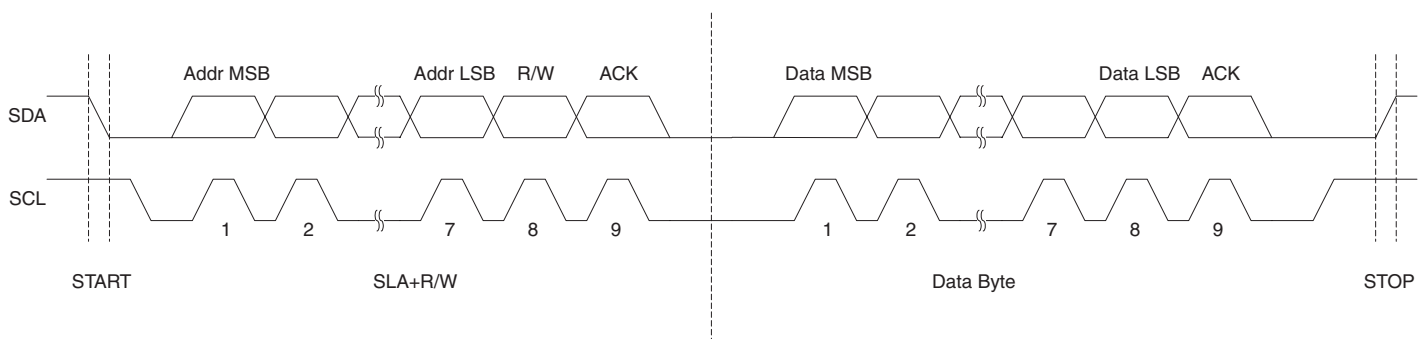 Addr MSB Addr LSB R/W ACK Data MSB Data LSB ACK
SDA
SCL
1 2 7 8 9 1 2 7 8 9
START SLA+R/W Data Byte STOP